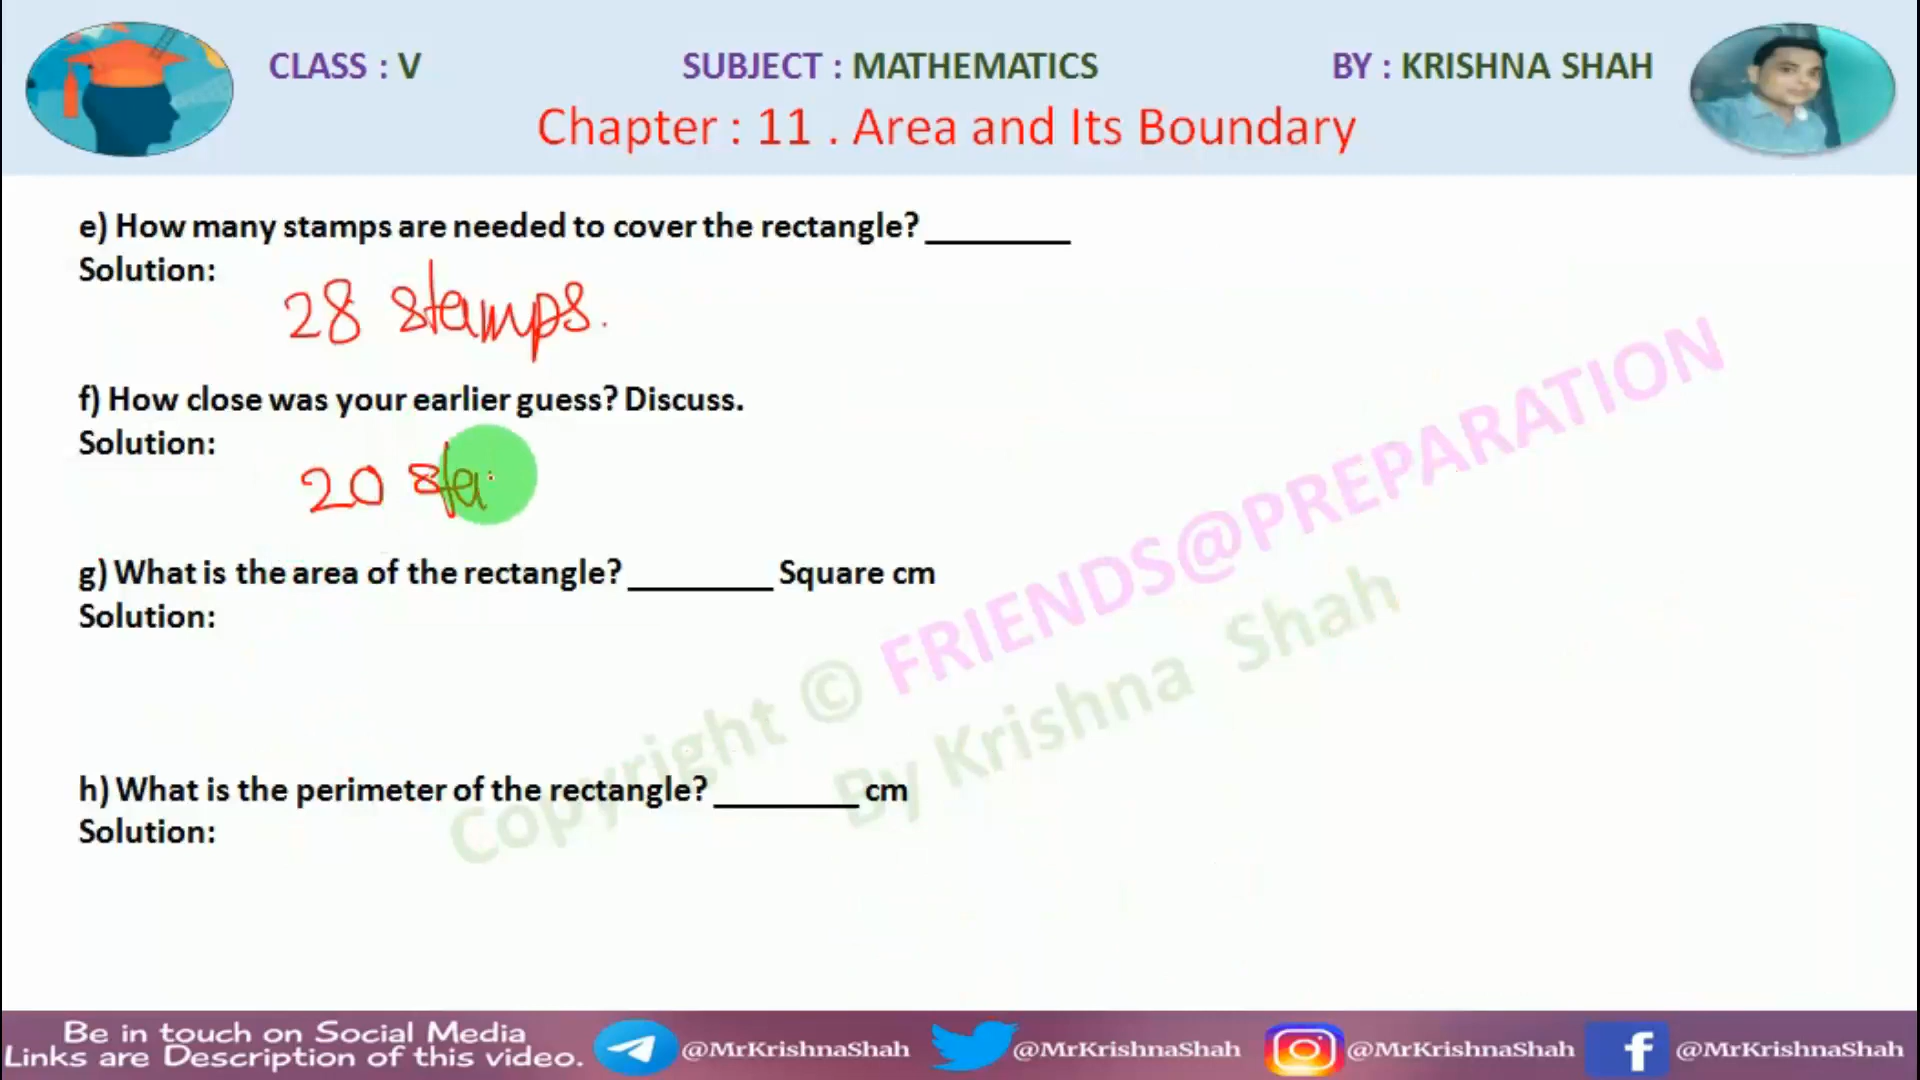 CLASS : V SUBJECT : MATHEMATICS BY : KRISHNA SHAH
Chapter : 11 . Area and Its Boundary
e) How many stamps are needed to cover the rectangle? ________
Solution:
28 stamps.
f) How close was your earlier guess? Discuss.
Solution:
20 sta
g) What is the area of the rectangle? ________ Square cm
Solution:
h) What is the perimeter of the rectangle? ________ cm
Solution:
Copyright © FRIENDS@PREPARATION
By Krishna Shah
Be in touch on Social Media
Links are Description of this video.
@MrKrishnaShah @MrKrishnaShah @MrKrishnaShah @MrKrishnaShah